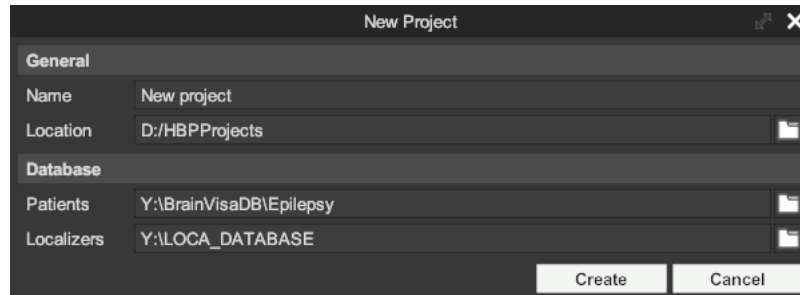 New Project
General
Name New project
Location D:/HBPProjects
Database
Patients Y:\BrainVisaDB\Epilepsy
Localizers Y:\LOCA_DATABASE
Create Cancel